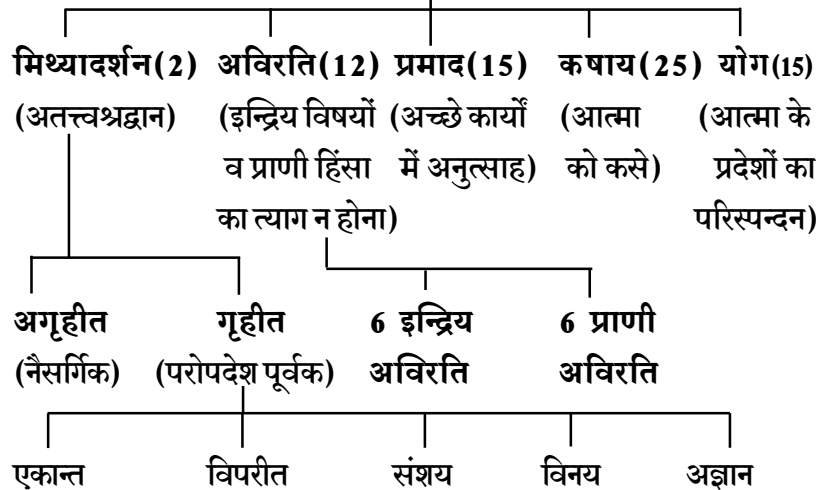 मिथ्यादर्शन(2) अविरति(12) प्रमाद(15) कषाय(25) योग(15)
(अतत्त्वश्रद्वान) (इन्द्रिय विषयों (अच्छे कार्यों (आत्मा (आत्मा के
व प्राणी हिंसा में अनुत्साह) को कसे) प्रदेशों का
का त्याग न होना) परिस्पन्दन)
अगृहीत गृहीत 6 इन्द्रिय 6 प्राणी
(नैसर्गिक) (परोपदेश पूर्वक) अविरति अविरति
एकान्त विपरीत संशय विनय अज्ञान